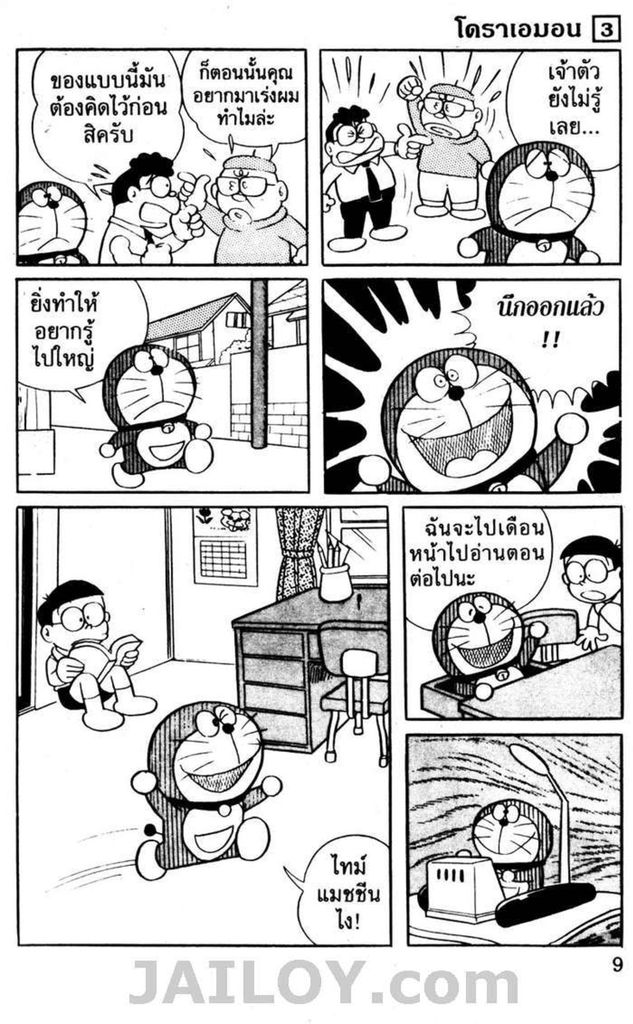 โดราเอมอน 3
ของแบบนี้มัน
ต้องคิดไว้ก่อน
สิครับ
ก็ตอนนั้นคุณ
อยากมาเร่งผม
ทำไมล่ะ
เจ้าตัว
ยังไม่รู้
เลย...
ยิ่งทำให้
อยากรู้
ไปใหญ่
นึกออกแล้ว
!!
ไทม์
แมชชีน
ไง!
ฉันจะไปเดือน
หน้าไปอ่านตอน
ต่อไปนะ
9
JAILOY.com